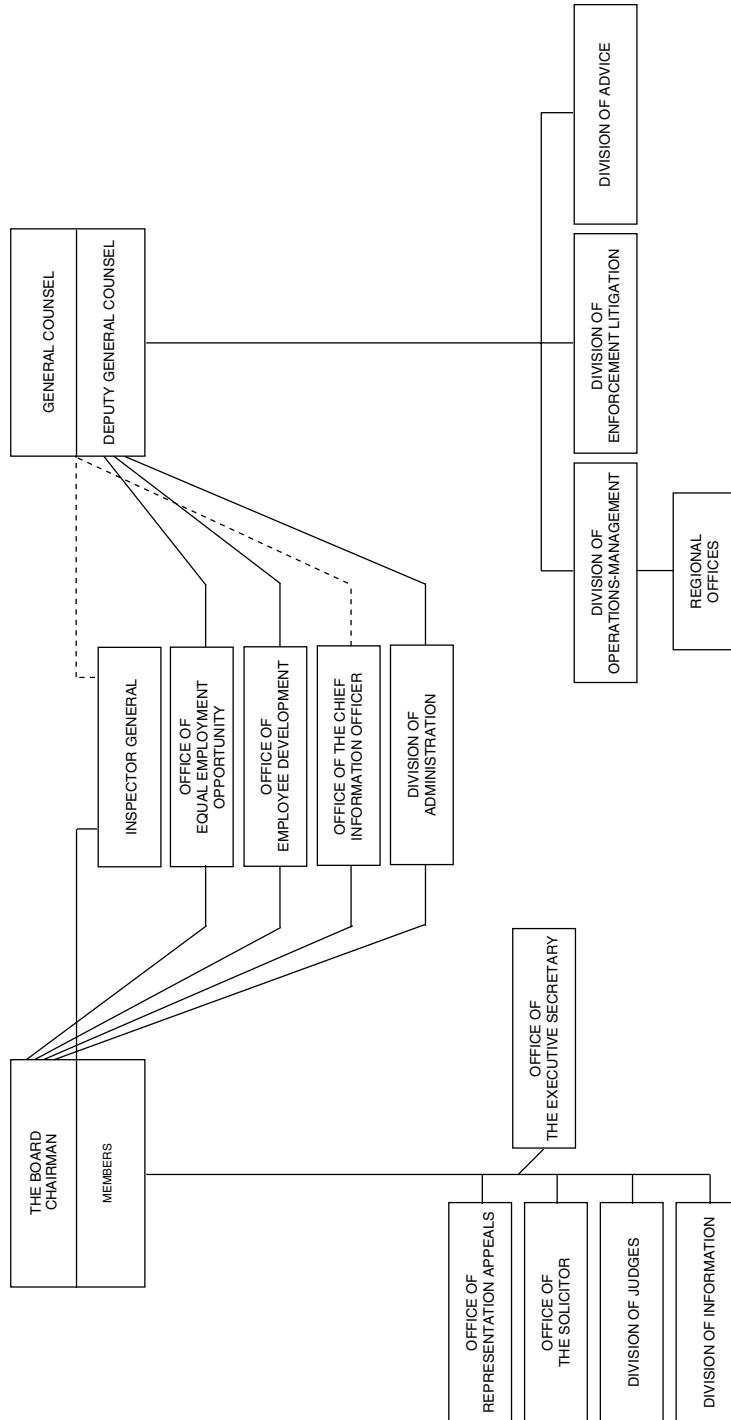 THE BOARD
CHAIRMAN
MEMBERS
GENERAL COUNSEL
DEPUTY GENERAL COUNSEL
INSPECTOR GENERAL
OFFICE OF
EQUAL EMPLOYMENT
OPPORTUNITY
OFFICE OF
EMPLOYEE DEVELOPMENT
OFFICE OF THE CHIEF
INFORMATION OFFICER
DIVISION OF
ADMINISTRATION
OFFICE OF
REPRESENTATION APPEALS
OFFICE OF
THE SOLICITOR
DIVISION OF JUDGES
DIVISION OF INFORMATION
OFFICE OF
THE EXECUTIVE SECRETARY
DIVISION OF
OPERATIONS-MANAGEMENT
REGIONAL
OFFICES
DIVISION OF
ENFORCEMENT LITIGATION
DIVISION OF ADVICE